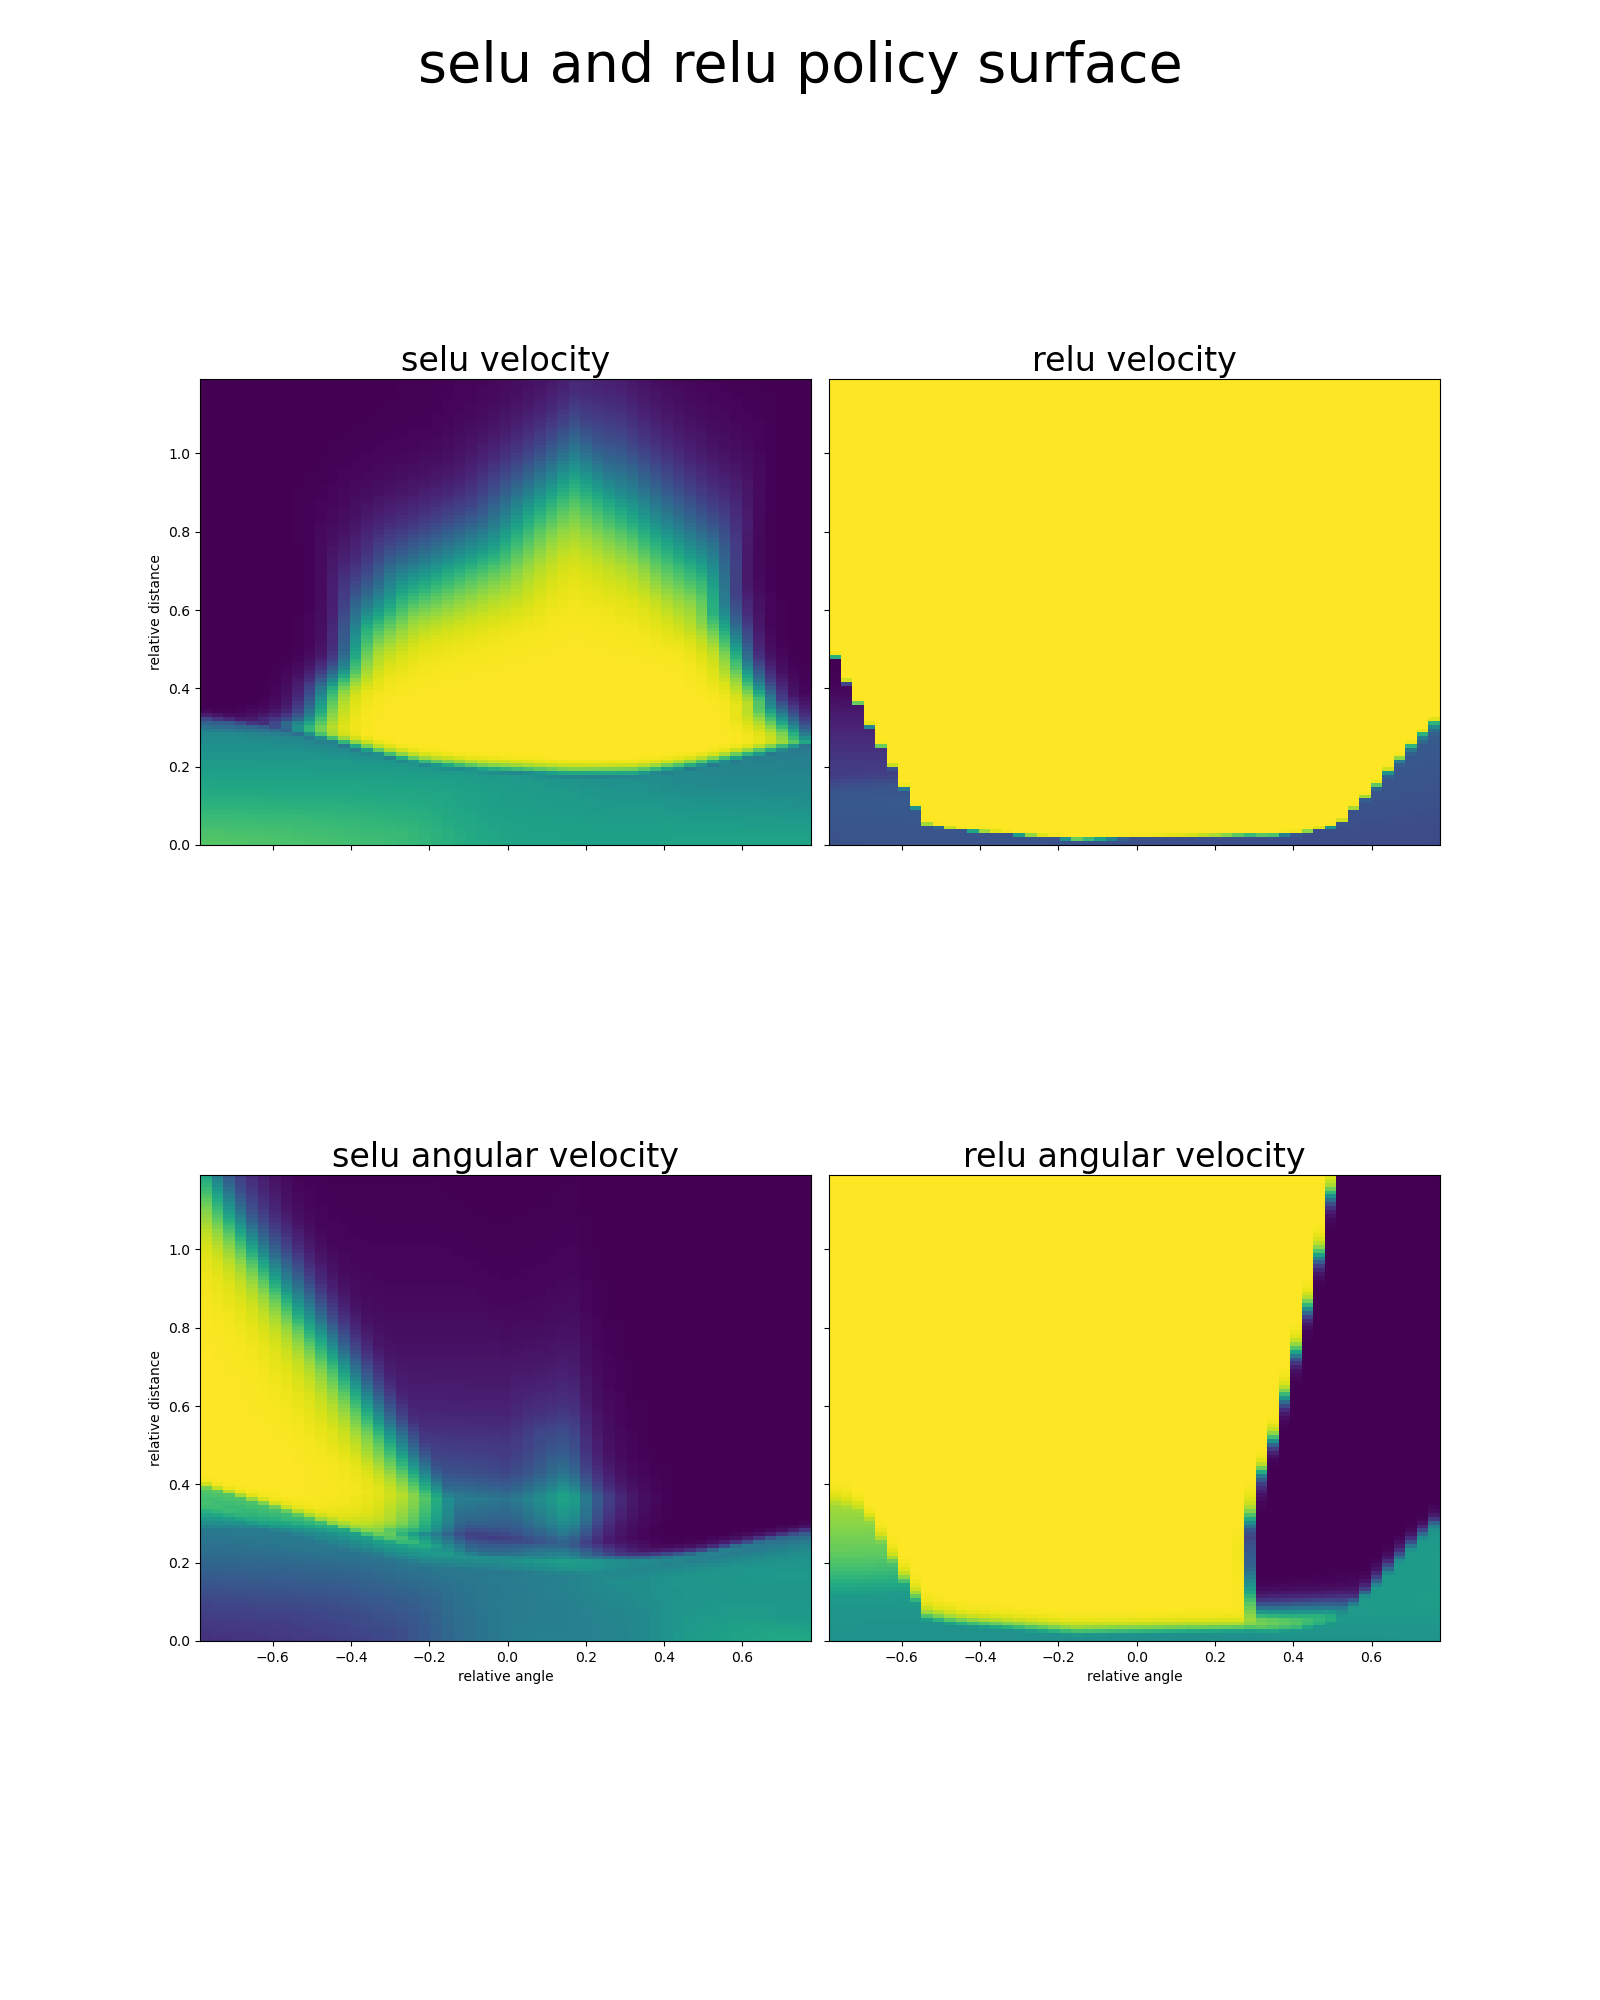 selu and relu policy surface
selu velocity
relu velocity
1.0
0.8
0.6
0.4
0.2
0.0
relative distance
selu angular velocity
relu angular velocity
1.0
0.8
0.6
0.4
0.2
0.0
relative distance
−0.6 −0.4 −0.2 0.0 0.2 0.4 0.6
relative angle
−0.6 −0.4 −0.2 0.0 0.2 0.4 0.6
relative angle